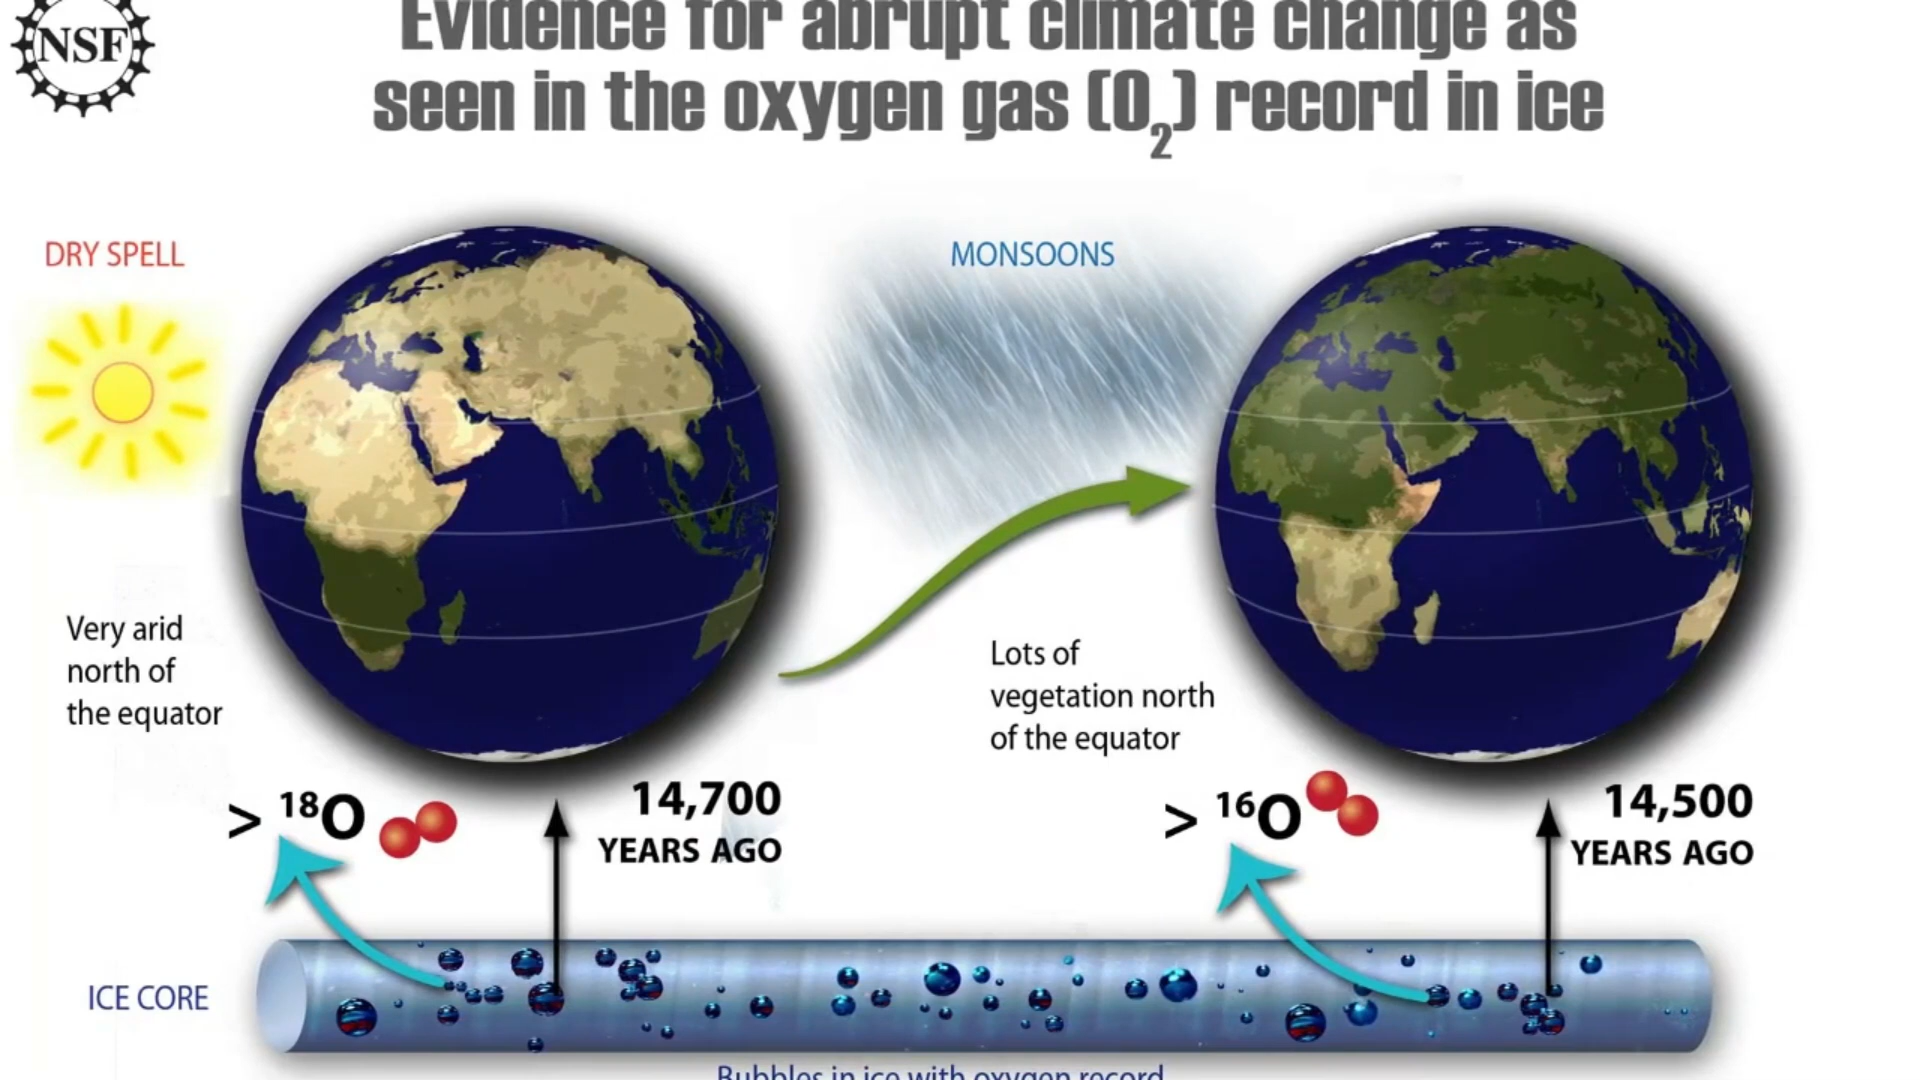 NSF
Evidence for abrupt climate change as
seen in the oxygen gas (O₂) record in ice
DRY SPELL
MONSOONS
Very arid
north of
the equator
Lots of
vegetation north
of the equator
> ¹⁸O
14,700
YEARS AGO
> ¹⁶O
14,500
YEARS AGO
ICE CORE
Bubbles in ice with oxygen record